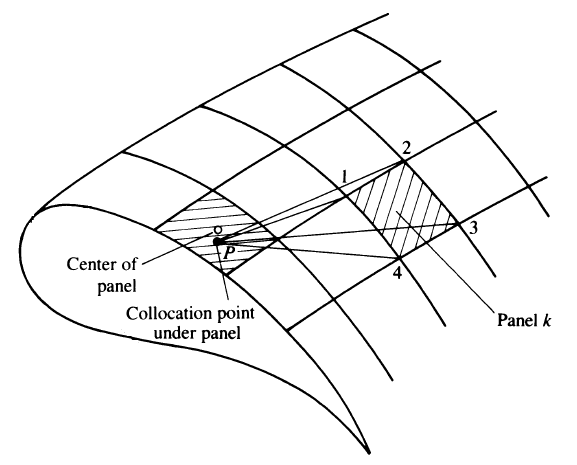 2
1
3
P
Center of
panel
4
Collocation point
under panel
Panel k